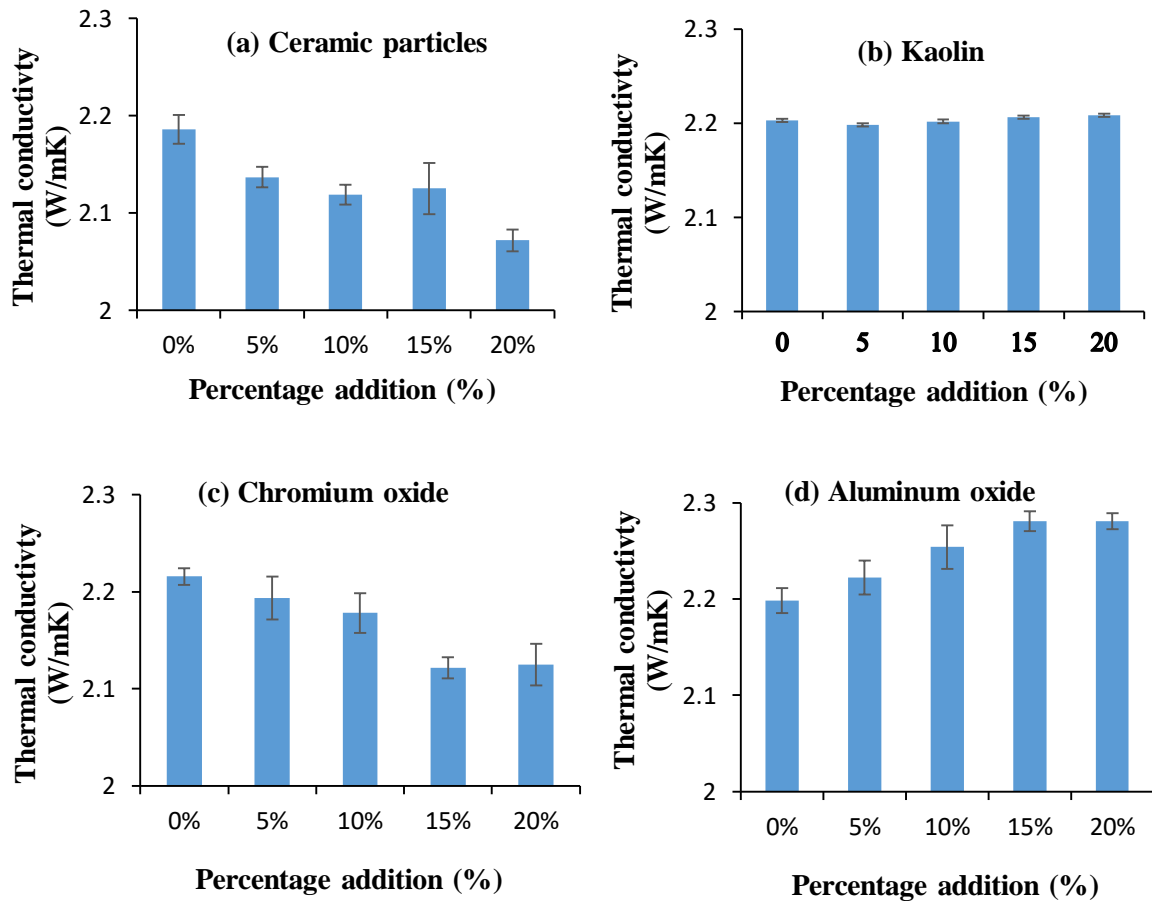 (a) Ceramic particles
Thermal conductivty
(W/mK)
2.3
2.2
2.1
2
0% 5% 10% 15% 20%
Percentage addition (%)
(b) Kaolin
Thermal conductivity
(W/mK)
2.3
2.2
2.1
2
0 5 10 15 20
Percentage addition (%)
(c) Chromium oxide
Thermal conductivty
(W/mK)
2.3
2.2
2.1
2
0% 5% 10% 15% 20%
Percentage addition (%)
(d) Aluminum oxide
Thermal conductivty
(W/mK)
2.3
2.2
2.1
2
0% 5% 10% 15% 20%
Percentage addition (%)